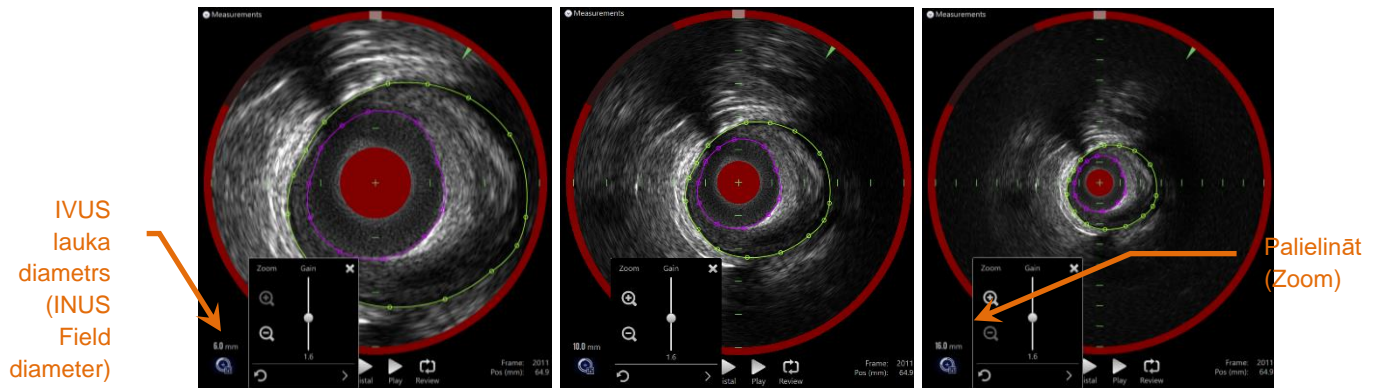 IVUS
lauka
diametrs
(INUS
Field
diameter)
Measurements
Zoom Gain
6.0 mm
1.6
istal Play Review
Frame: 2011
Pos (mm): 64.9
Measurements
Zoom Gain
10.0 mm
1.6
istal Play Review
Frame: 2011
Pos (mm): 64.9
Measurements
Zoom Gain
16.0 mm
1.6
istal Play Review
Frame: 2011
Pos (mm): 64.9
Palielināt
(Zoom)